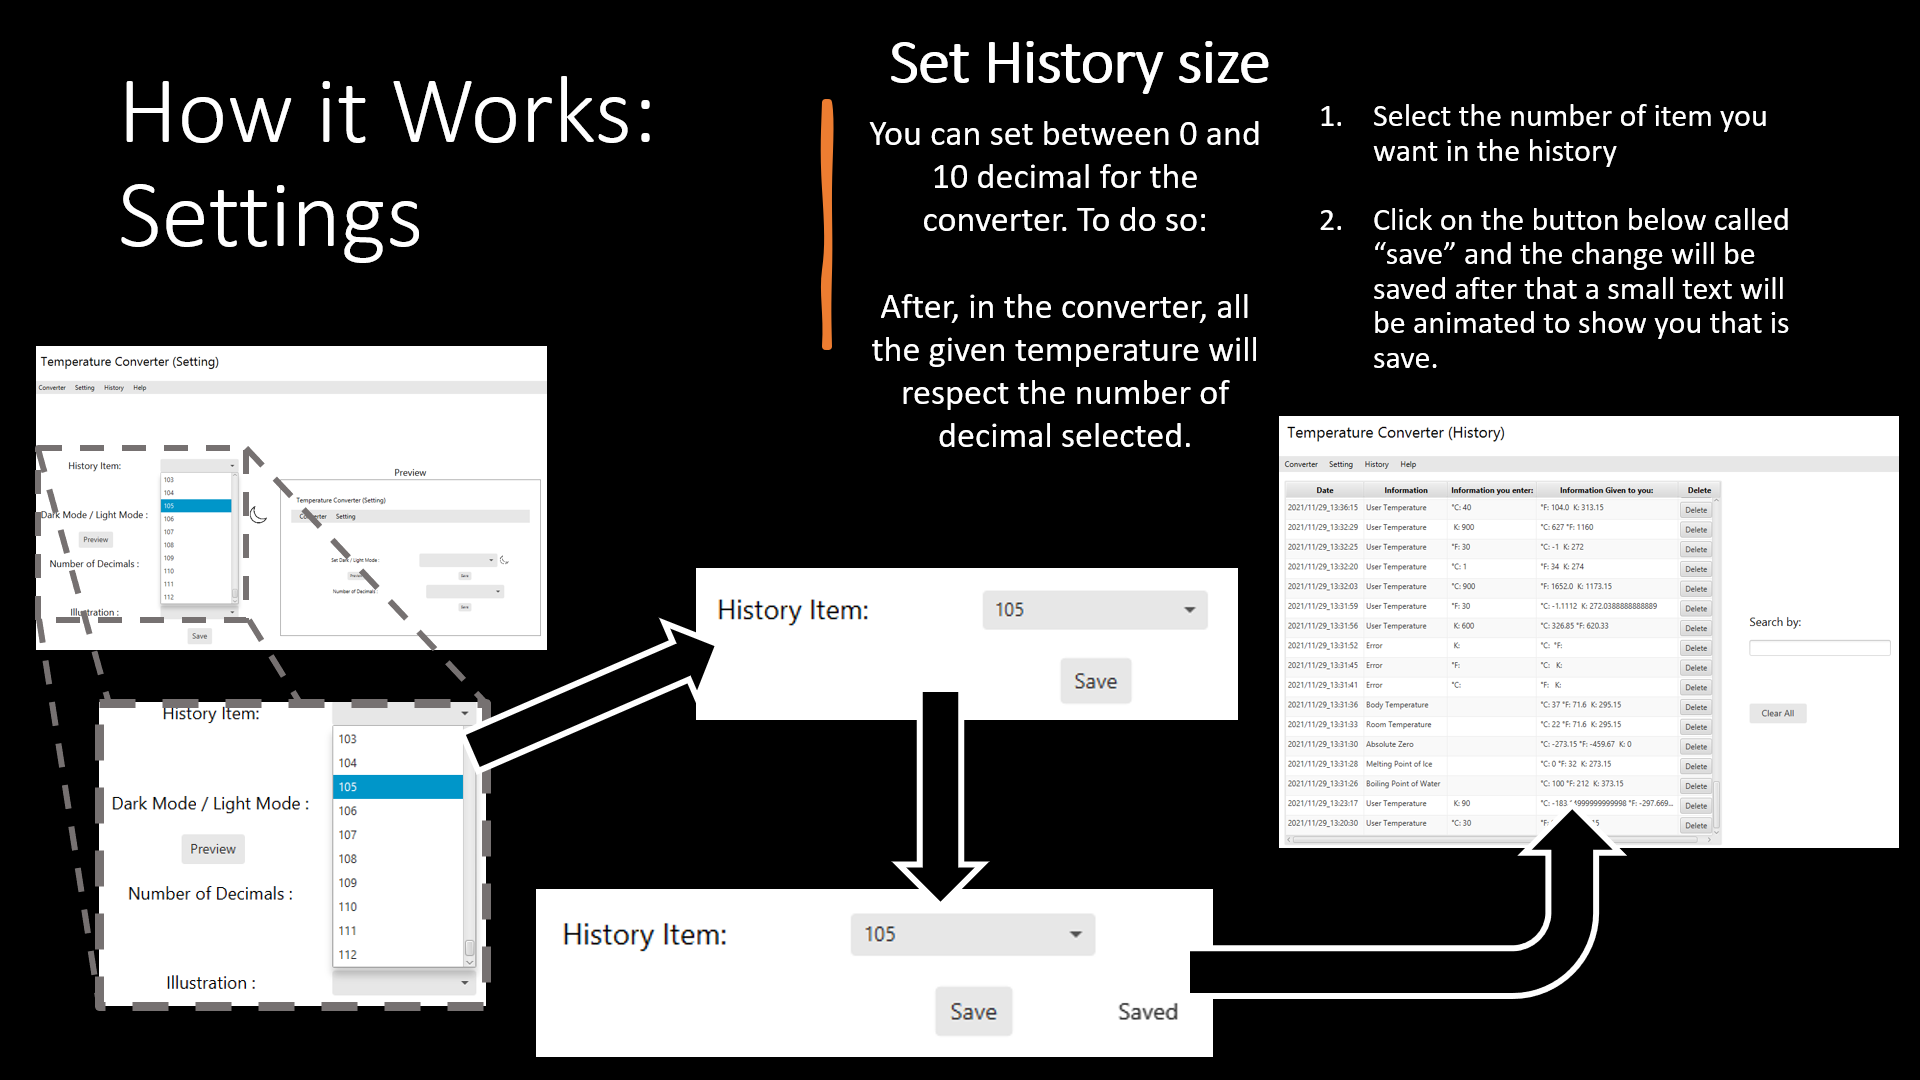 How it Works:
Settings
Set History size
You can set between 0 and
10 decimal for the
converter. To do so:
After, in the converter, all
the given temperature will
respect the number of
decimal selected.
1. Select the number of item you
want in the history
2. Click on the button below called
“save” and the change will be
saved after that a small text will
be animated to show you that is
save.
Temperature Converter (Setting)
Converter Setting History Help
History Item:
103
104
105
106
107
108
109
110
111
112
Dark Mode / Light Mode :
Preview
Number of Decimals :
Illustration :
Save
Preview
Temperature Converter (Setting)
Converter Setting
Set Dark / Light Mode :
Preview Save
Number of Decimals :
Save
History Item:
103
104
105
106
107
108
109
110
111
112
Dark Mode / Light Mode :
Preview
Number of Decimals :
Illustration :
History Item: 105
Save
History Item: 105
Save Saved
Temperature Converter (History)
Converter Setting History Help
Date Information Information you enter: Information Given to you: Delete
2021/11/29_13:36:15 User Temperature °C: 40 °F: 104.0 K: 313.15 Delete
2021/11/29_13:32:29 User Temperature K: 900 °C: 627 °F: 1160 Delete
2021/11/29_13:32:25 User Temperature °F: 30 °C: -1 K: 272 Delete
2021/11/29_13:32:20 User Temperature °C: 1 °F: 34 K: 274 Delete
2021/11/29_13:32:03 User Temperature °C: 900 °F: 1652.0 K: 1173.15 Delete
2021/11/29_13:31:59 User Temperature °F: 30 °C: -1.1112 K: 272.0388888888889 Delete
2021/11/29_13:31:56 User Temperature K: 600 °C: 326.85 °F: 620.33 Delete
2021/11/29_13:31:52 Error K: °C: °F: Delete
2021/11/29_13:31:45 Error °F: °C: K: Delete
2021/11/29_13:31:41 Error °C: °F: K: Delete
2021/11/29_13:31:36 Body Temperature °C: 37 °F: 71.6 K: 295.15 Delete
2021/11/29_13:31:33 Room Temperature °C: 22 °F: 71.6 K: 295.15 Delete
2021/11/29_13:31:30 Absolute Zero °C: -273.15 °F: -459.67 K: 0 Delete
2021/11/29_13:31:28 Melting Point of Ice °C: 0 °F: 32 K: 273.15 Delete
2021/11/29_13:31:26 Boiling Point of Water °C: 100 °F: 212 K: 373.15 Delete
2021/11/29_13:23:17 User Temperature K: 90 °C: °F: -297.669... Delete
2021/11/29_13:20:30 User Temperature °C: 30 Delete
Search by:
Clear All